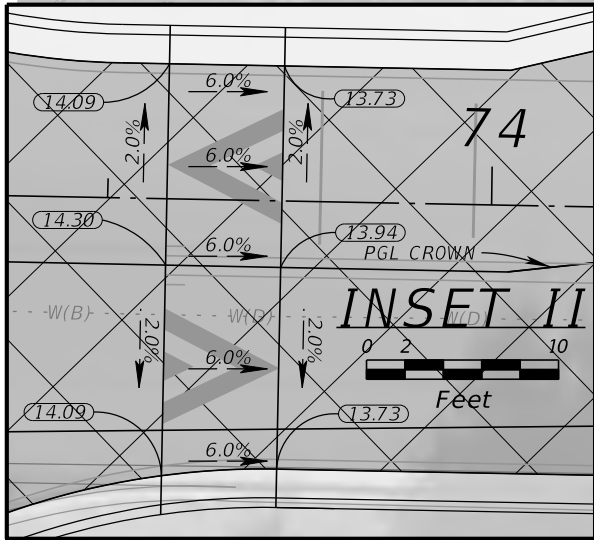 6.0%
14.09
13.73
2.0%
2.0%
74
6.0%
14.30
13.94
6.0%
PGL CROWN
W(B)
W(D)
W(D)
INSET II
2.0%
2.0%
0 2 10
6.0%
Feet
14.09
13.73
6.0%